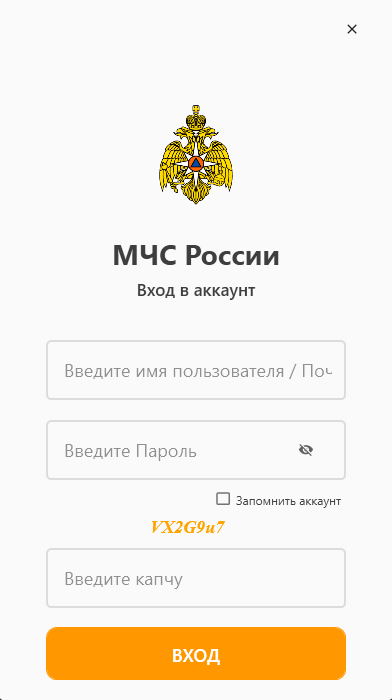 МЧС России
Вход в аккаунт
Введите имя пользователя / Поч
Введите Пароль
Запомнить аккаунт
VX2G9u7
Введите капчу
ВХОД